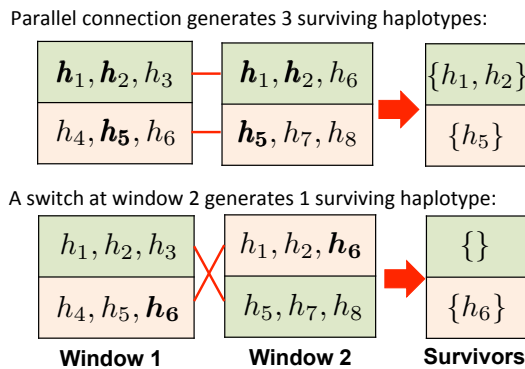 Parallel connection generates 3 surviving haplotypes:
h₁, h₂, h₃ h₁, h₂, h₆ {h₁, h₂}
h₄, h₅, h₆ h₅, h₇, h₈ {h₅}
A switch at window 2 generates 1 surviving haplotype:
h₁, h₂, h₃ h₁, h₂, h₆ {}
h₄, h₅, h₆ h₅, h₇, h₈ {h₆}
Window 1 Window 2 Survivors